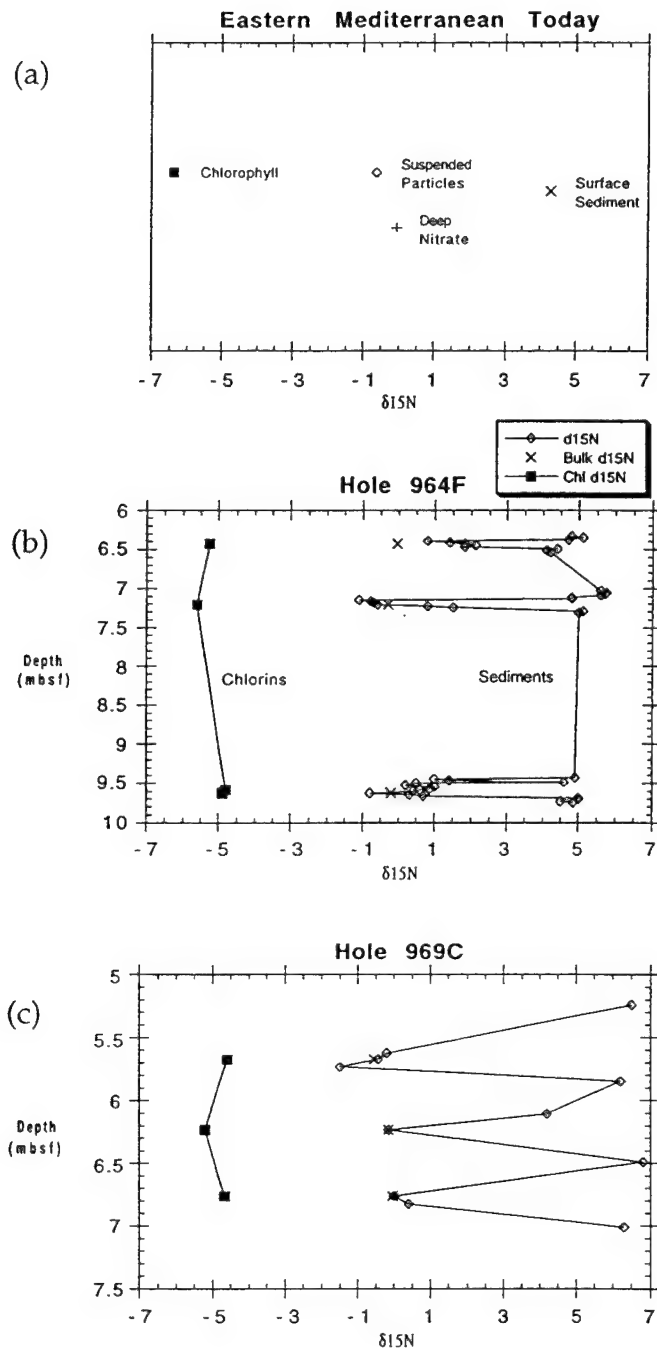 Eastern Mediterranean Today
(a)
Chlorophyll
Suspended
Particles
Surface
Sediment
Deep
Nitrate
-7 -5 -3 -1 1 3 5 7
δ15N
d15N
Bulk d15N
Chl d15N
Hole 964F
(b)
6
6.5
7
7.5
8
8.5
9
9.5
10
Depth
(mbsf)
Chlorins
Sediments
-7 -5 -3 -1 1 3 5 7
δ15N
Hole 969C
(c)
5
5.5
6
6.5
7
7.5
Depth
(mbsf)
-7 -5 -3 -1 1 3 5 7
δ15N